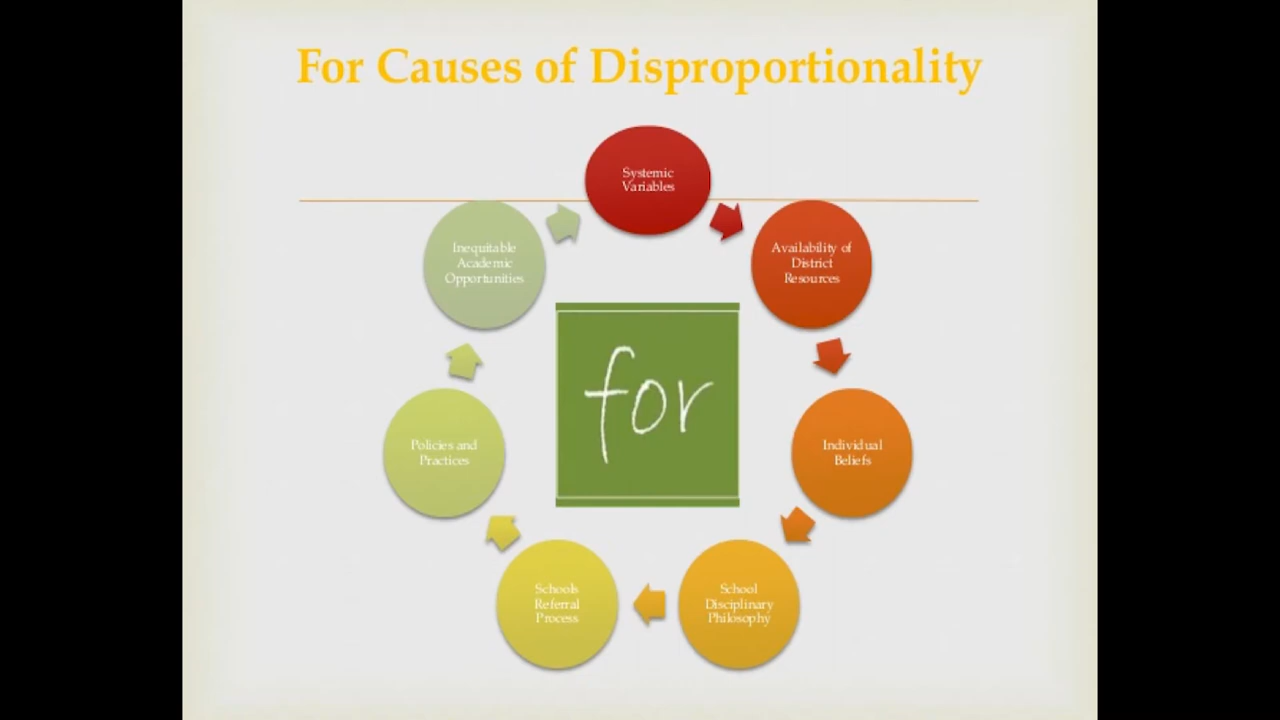 For Causes of Disproportionality
Systemic
Variables
Availability of
District
Resources
Individual
Beliefs
School
Disciplinary
Philosophy
Schools
Referral
Process
Policies and
Practices
Inequitable
Academic
Opportunities
for